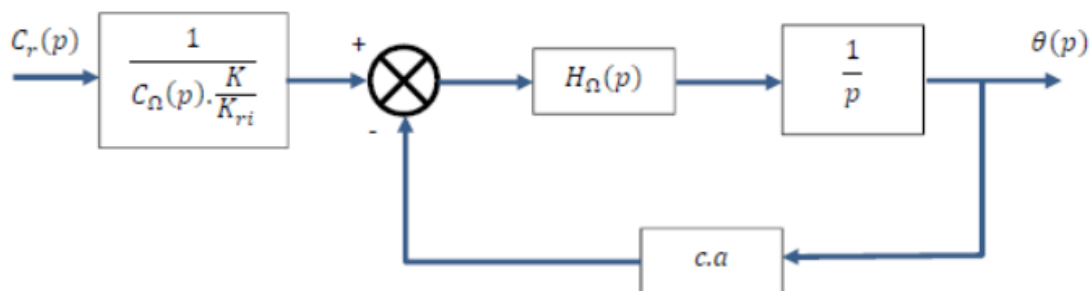 C_r(p)
1
C_Ω(p).K
K_ri
+
-
H_Ω(p)
1
p
θ(p)
c.a